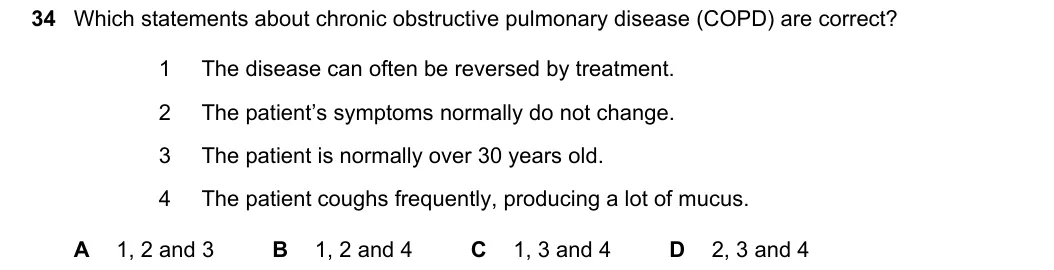 34 Which statements about chronic obstructive pulmonary disease (COPD) are correct?
1 The disease can often be reversed by treatment.
2 The patient's symptoms normally do not change.
3 The patient is normally over 30 years old.
4 The patient coughs frequently, producing a lot of mucus.
A 1, 2 and 3 B 1, 2 and 4 C 1, 3 and 4 D 2, 3 and 4